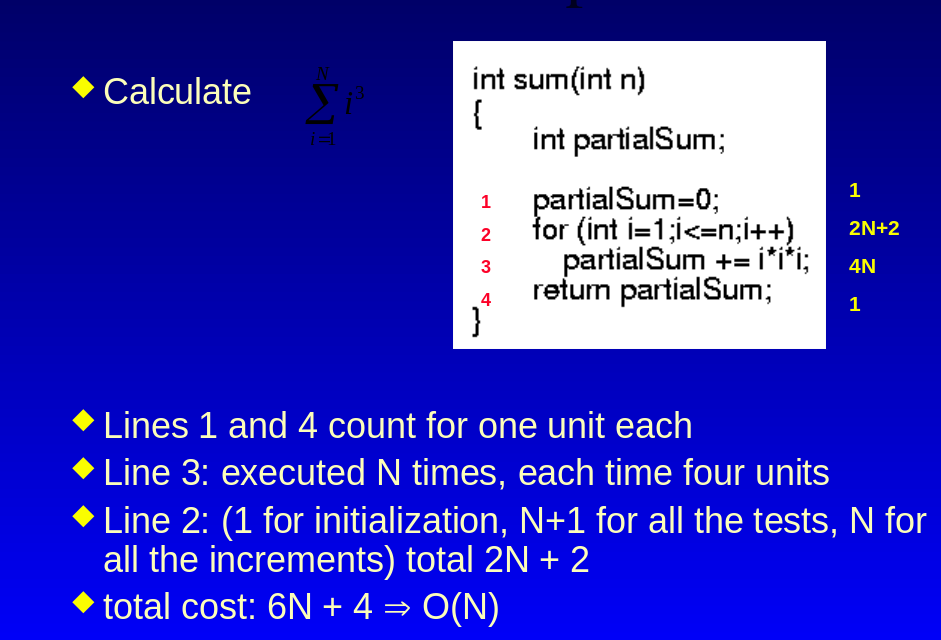 Calculate
N
∑ i³
i=1
int sum(int n)
{
int partialSum;
1 partialSum=0; 1
2 for (int i=1;i<=n;i++) 2N+2
3 partialSum += i*i*i; 4N
4 return partialSum; 1
}
Lines 1 and 4 count for one unit each
Line 3: executed N times, each time four units
Line 2: (1 for initialization, N+1 for all the tests, N for
all the increments) total 2N + 2
total cost: 6N + 4 ⇒ O(N)